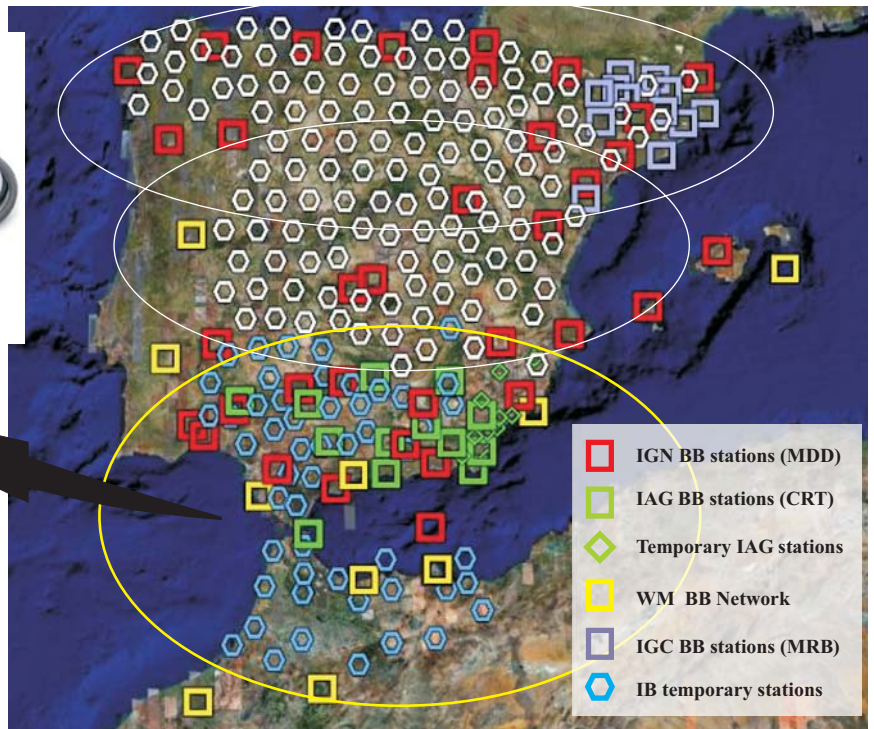 IGN BB stations (MDD)
IAG BB stations (CRT)
Temporary IAG stations
WM BB Network
IGC BB stations (MRB)
IB temporary stations